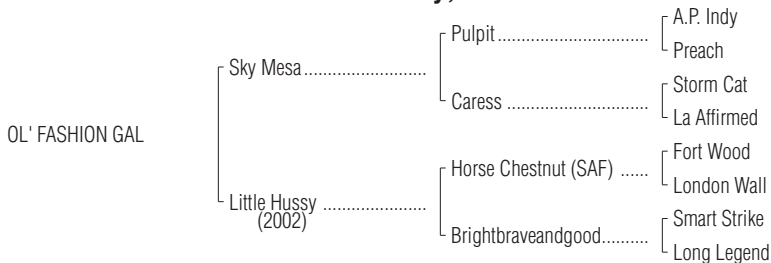 A.P. Indy
Pulpit
Preach
Sky Mesa
Storm Cat
Caress
La Affirmed
OL' FASHION GAL
Fort Wood
Horse Chestnut (SAF)
London Wall
Little Hussy
(2002)
Smart Strike
Brightbraveandgood
Long Legend